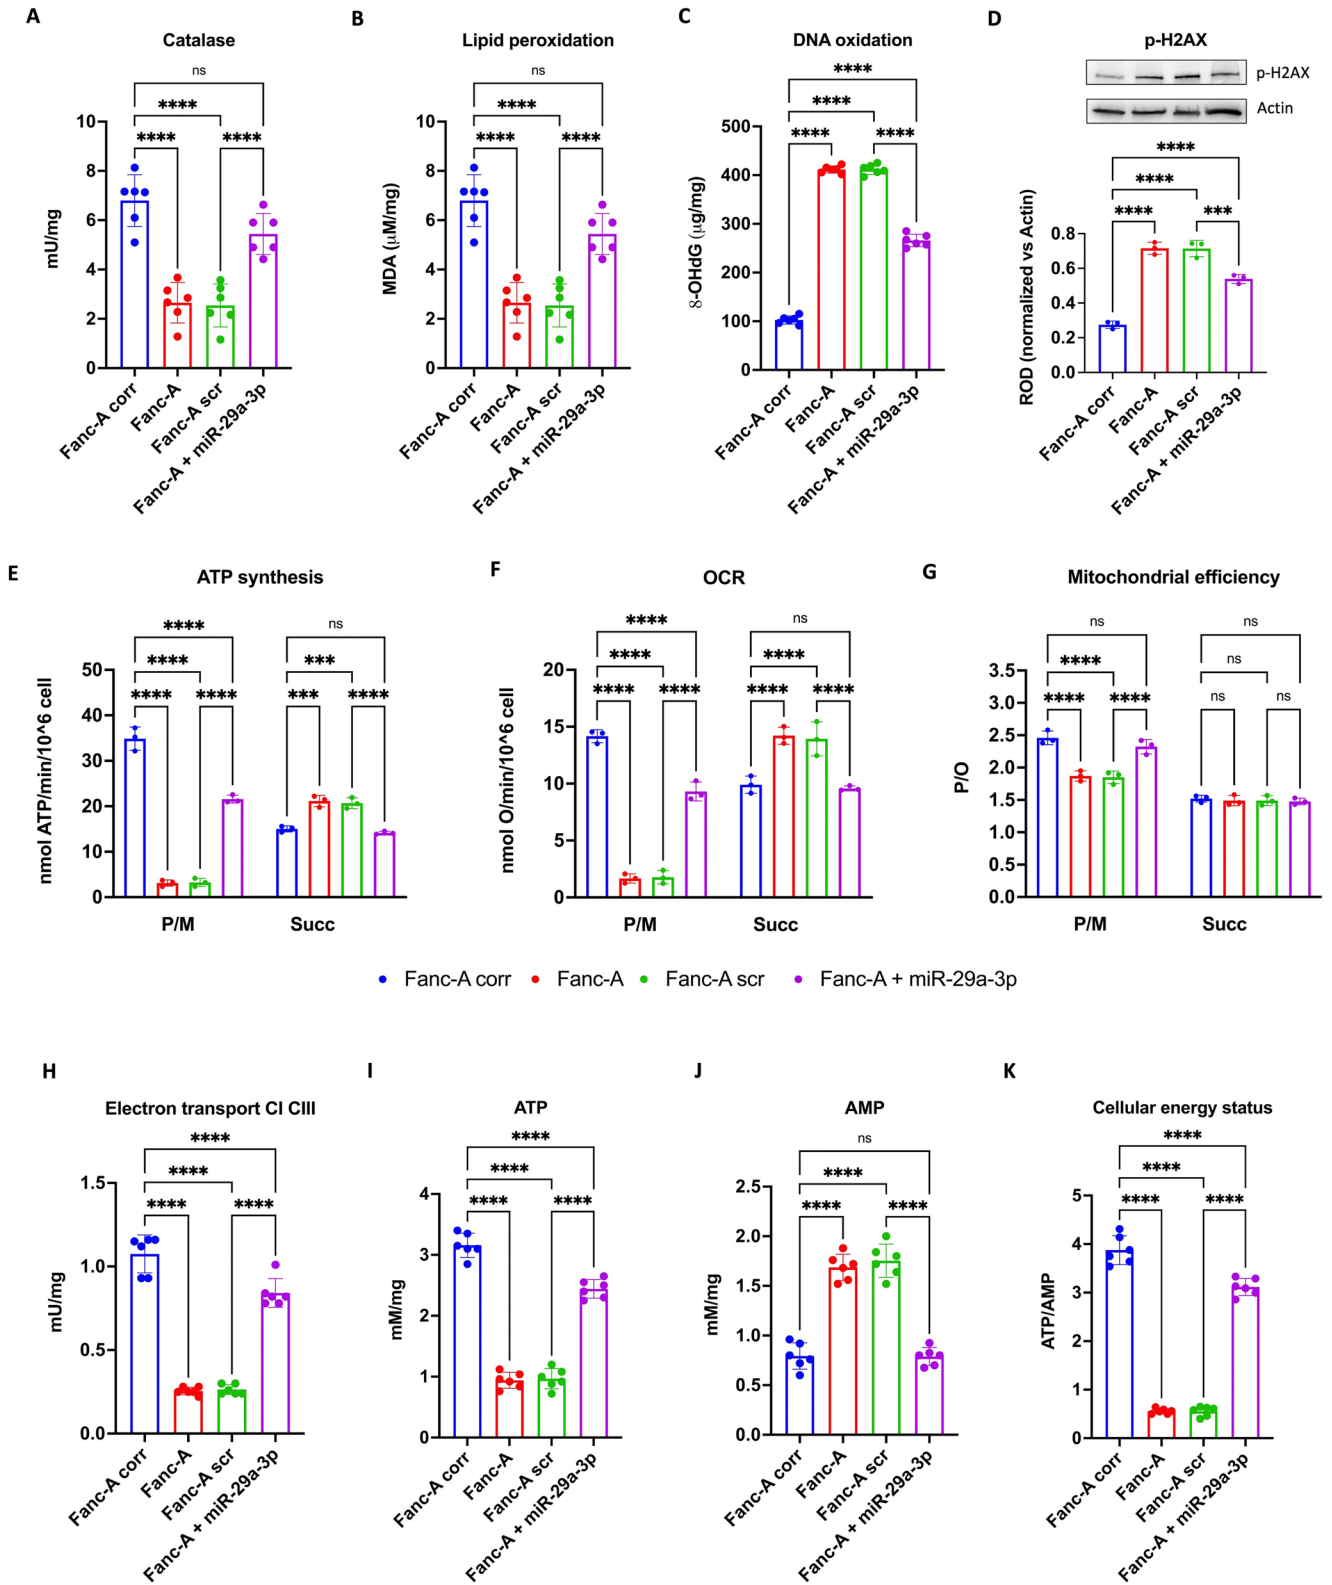 A
Catalase
ns
****
**** ****
mU/mg
10
8
6
4
2
0
Fanc-A corr
Fanc-A
Fanc-A scr
Fanc-A + miR-29a-3p
B
Lipid peroxidation
ns
****
**** ****
MDA (μM/mg)
10
8
6
4
2
0
Fanc-A corr
Fanc-A
Fanc-A scr
Fanc-A + miR-29a-3p
C
DNA oxidation
****
****
**** ****
8-OHdG (μg/mg)
500
400
300
200
100
0
Fanc-A corr
Fanc-A
Fanc-A scr
Fanc-A + miR-29a-3p
D
p-H2AX
p-H2AX
Actin
****
****
**** ***
ROD (normalized vs Actin)
0.8
0.6
0.4
0.2
0.0
Fanc-A corr
Fanc-A
Fanc-A scr
Fanc-A + miR-29a-3p
E
ATP synthesis
**** ns
**** ***
**** **** *** ****
nmol ATP/min/10^6 cell
50
40
30
20
10
0
P/M Succ
F
OCR
**** ns
**** ****
**** **** **** ****
nmol O/min/10^6 cell
20
15
10
5
0
P/M Succ
G
Mitochondrial efficiency
ns ns
**** ns
**** **** ns ns
P/O
3.5
3.0
2.5
2.0
1.5
1.0
0.5
0.0
P/M Succ
Fanc-A corr Fanc-A Fanc-A scr Fanc-A + miR-29a-3p
H
Electron transport CI CIII
****
****
**** ****
mU/mg
1.5
1.0
0.5
0.0
Fanc-A corr
Fanc-A
Fanc-A scr
Fanc-A + miR-29a-3p
I
ATP
****
****
**** ****
mM/mg
4
3
2
1
0
Fanc-A corr
Fanc-A
Fanc-A scr
Fanc-A + miR-29a-3p
J
AMP
ns
****
**** ****
mM/mg
2.5
2.0
1.5
1.0
0.5
0.0
Fanc-A corr
Fanc-A
Fanc-A scr
Fanc-A + miR-29a-3p
K
Cellular energy status
****
****
**** ****
ATP/AMP
5
4
3
2
1
0
Fanc-A corr
Fanc-A
Fanc-A scr
Fanc-A + miR-29a-3p